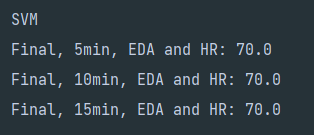 SVM
Final, 5min, EDA and HR: 70.0
Final, 10min, EDA and HR: 70.0
Final, 15min, EDA and HR: 70.0